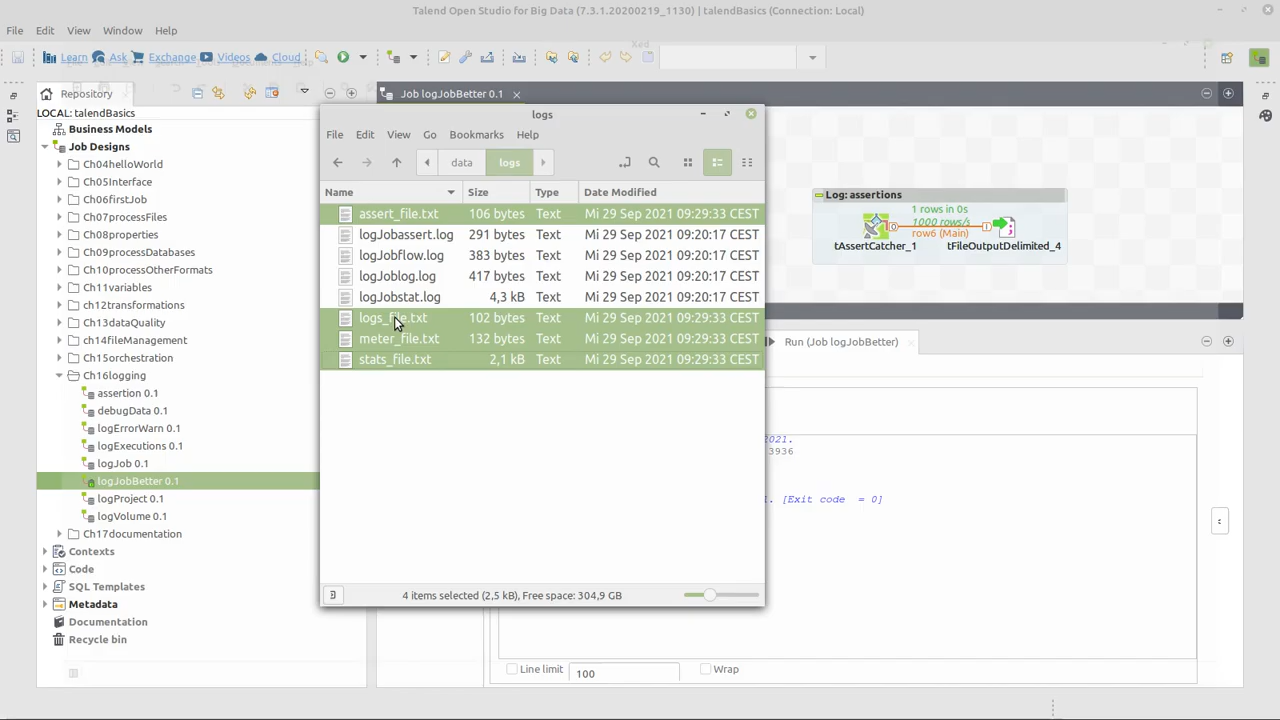 Talend Open Studio for Big Data (7.3.1.20200219_1130) | talendBasics (Connection: Local)
File Edit View Window Help
Xed
Learn Ask Exchange Videos Cloud
Repository
LOCAL: talendBasics
Business Models
Job Designs
Ch04helloWorld
Ch05Interface
Ch06firstJob
Ch07processFiles
Ch08properties
Ch09processDatabases
Ch10processOtherFormats
Ch11variables
ch12transformations
Ch13dataQuality
ch14fileManagement
Ch15orchestration
Ch16logging
assertion 0.1
debugData 0.1
logErrorWarn 0.1
logExecutions 0.1
logJob 0.1
logJobBetter 0.1
logProject 0.1
logVolume 0.1
Ch17documentation
Contexts
Code
SQL Templates
Metadata
Documentation
Recycle bin
Job logJobBetter 0.1
logs
File Edit View Go Bookmarks Help
data logs
Name Size Type Date Modified
assert_file.txt 106 bytes Text Mi 29 Sep 2021 09:29:33 CEST
logJobassert.log 291 bytes Text Mi 29 Sep 2021 09:20:17 CEST
logJobflow.log 383 bytes Text Mi 29 Sep 2021 09:20:17 CEST
logJoblog.log 417 bytes Text Mi 29 Sep 2021 09:20:17 CEST
logJobstat.log 4,3 kB Text Mi 29 Sep 2021 09:20:17 CEST
logs_file.txt 102 bytes Text Mi 29 Sep 2021 09:29:33 CEST
meter_file.txt 132 bytes Text Mi 29 Sep 2021 09:29:33 CEST
stats_file.txt 2,1 kB Text Mi 29 Sep 2021 09:29:33 CEST
4 items selected (2,5 kB), Free space: 304,9 GB
Log: assertions
1 rows in 0s
1000 rows/s
row6 (Main)
tAssertCatcher_1 tFileOutputDelimited_4
Run (Job logJobBetter)
2021.
3936
. [Exit code = 0]
Line limit 100 Wrap